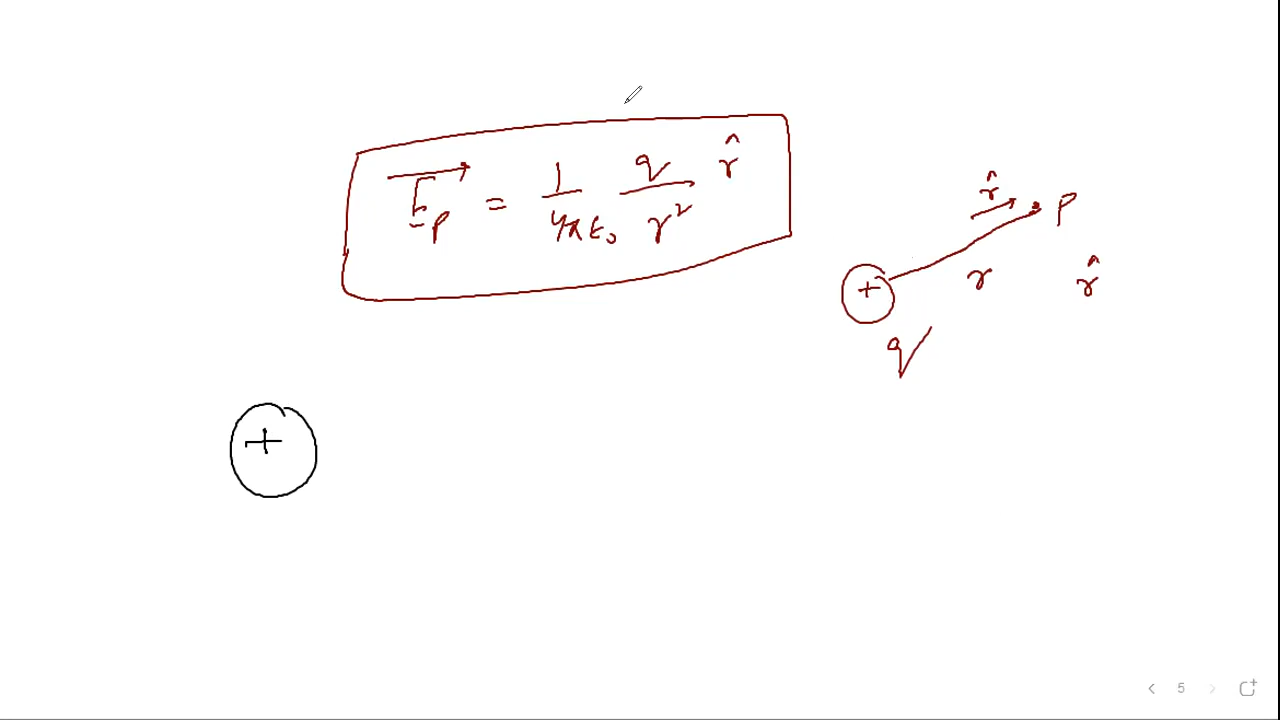 E⃗_P = 1/4πε₀ q/r² r̂
r̂ P
+ r r̂
q
+
5